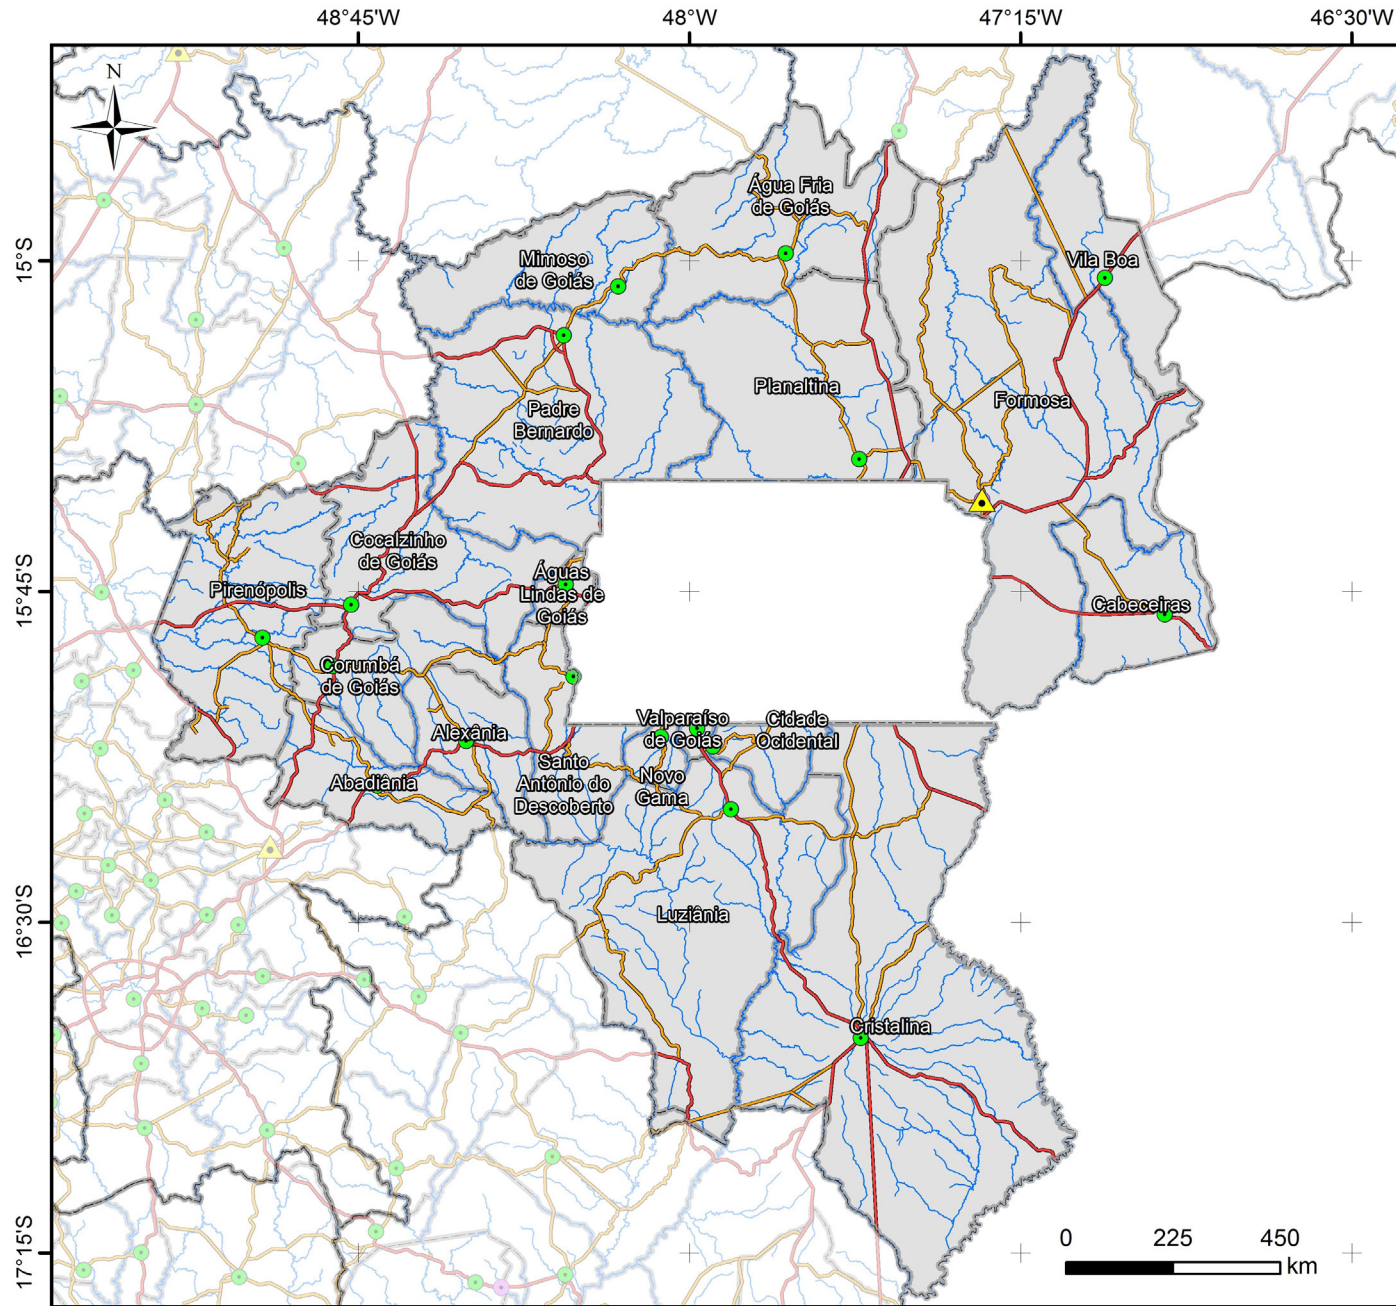 48°45'W
48°W
47°15'W
46°30'W
N
Água Fria
de Goiás
15°S
Mimoso
de Goiás
Vila Boa
Planaltina
Formosa
Padre
Bernardo
Cocalzinho
de Goiás
15°45'S
Pirenópolis
Águas
Lindas de
Goiás
Cabeceiras
Corumbá
de Goiás
Valparaíso
de Goiás
Cidade
Ocidental
Alexânia
Abadiânia
Santo
Antônio do
Descoberto
Novo
Gama
16°30'S
Luziânia
Cristalina
17°15'S
0
225
450
km